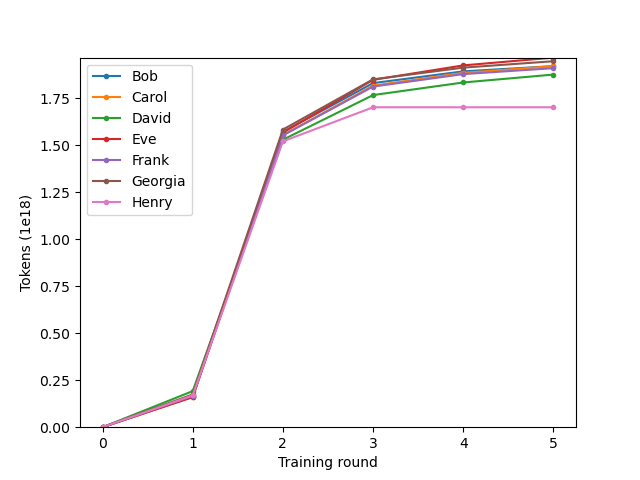 Bob
Carol
David
Eve
Frank
Georgia
Henry
Tokens (1e18)
1.75
1.50
1.25
1.00
0.75
0.50
0.25
0.00
0 1 2 3 4 5
Training round